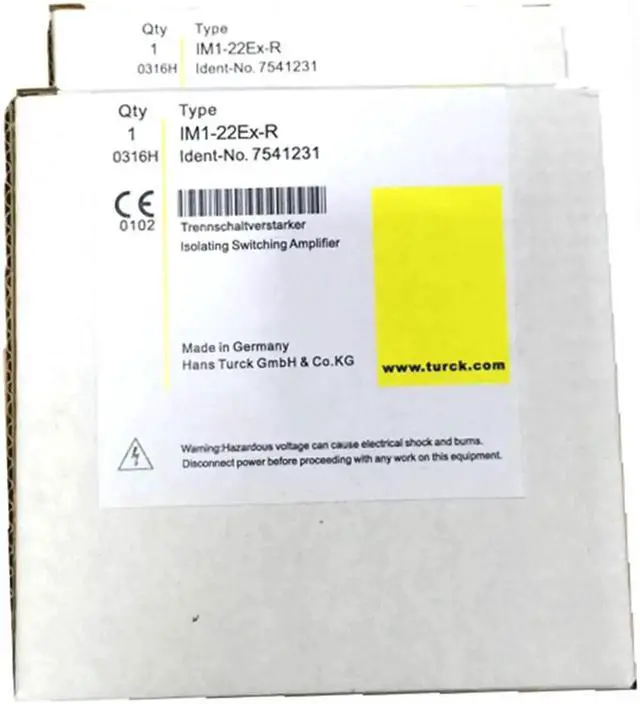 Qty Type
1 IM1-22Ex-R
0316H Ident-No. 7541231
Qty Type
1 IM1-22Ex-R
0316H Ident-No. 7541231
CE
0102
Trennschaltverstarker
Isolating Switching Amplifier
Made in Germany
Hans Turck GmbH & Co.KG
www.turck.com
Warning:Hazardous voltage can cause electrical shock and burns.
Disconnect power before proceeding with any work on this equipment.